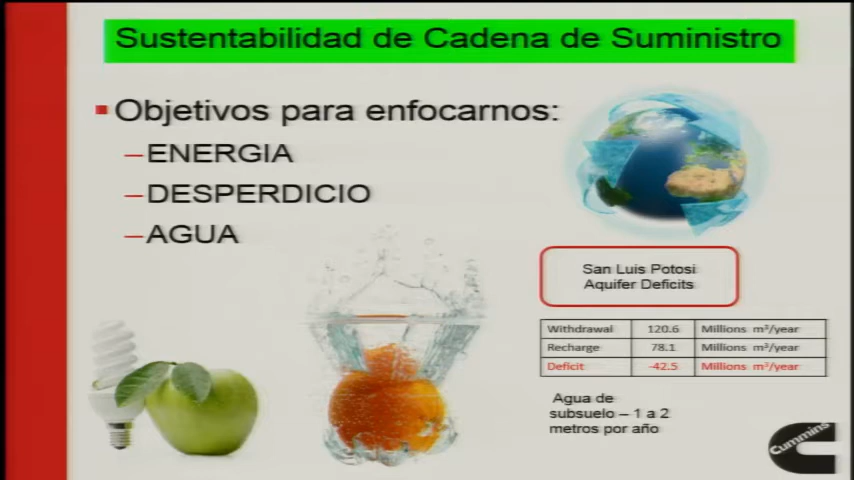 Sustentabilidad de Cadena de Suministro
Objetivos para enfocarnos:
–ENERGIA
–DESPERDICIO
–AGUA
San Luis Potosi
Aquifer Deficits
Withdrawal 120.6 Millions m³/year
Recharge 78.1 Millions m³/year
Deficit -42.5 Millions m³/year
Agua de
subsuelo – 1 a 2
metros por año
Cummins